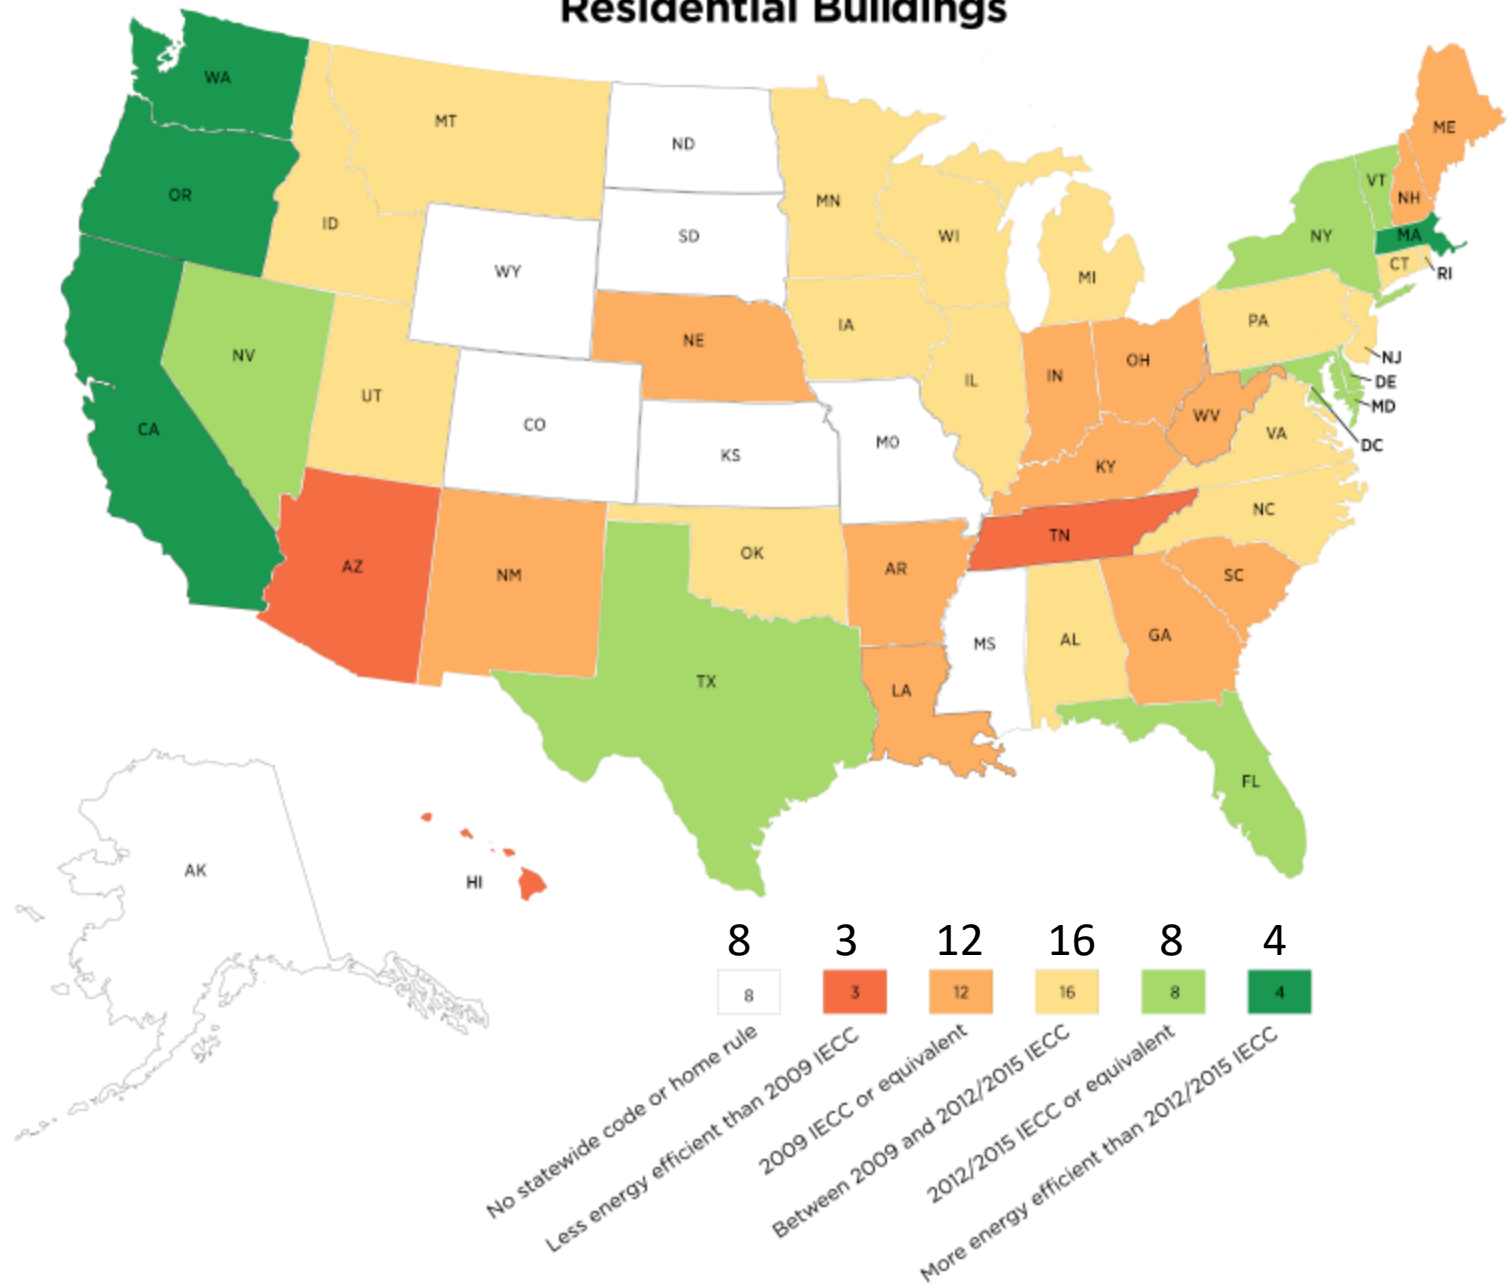 Residential Buildings
WA
MT
ND
ME
OR
ID
MN
VT
NH
SD
WI
NY
MA
WY
MI
CT
RI
NE
IA
PA
NV
UT
IL
IN
OH
NJ
DE
MD
CA
CO
KS
MO
WV
VA
DC
KY
NC
AZ
NM
OK
AR
TN
SC
TX
MS
AL
GA
LA
FL
AK
HI
8 3 12 16 8 4
8 3 12 16 8 4
No statewide code or home rule
Less energy efficient than 2009 IECC
2009 IECC or equivalent
Between 2009 and 2012/2015 IECC
2012/2015 IECC or equivalent
More energy efficient than 2012/2015 IECC